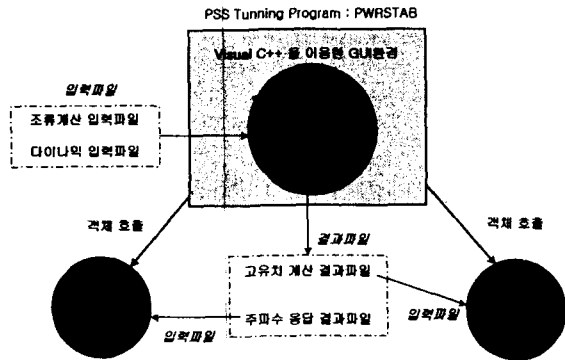 PSS Tunning Program : PWRSTAB
Visual C++ 을 이용한 GUI환경
입력파일
조류계산 입력파일
다이나믹 입력파일
객체 호출
결과파일
객체 호출
고유치 계산 결과파일
주파수 응답 결과파일
입력파일
입력파일